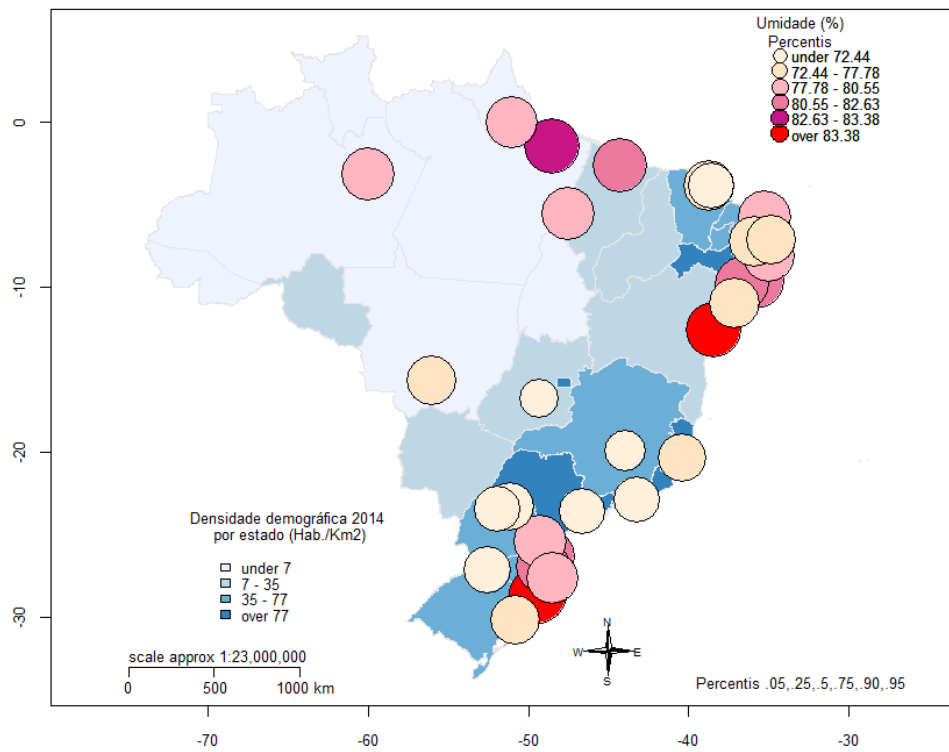 Umidade (%)
Percentis
under 72.44
72.44 - 77.78
77.78 - 80.55
80.55 - 82.63
82.63 - 83.38
over 83.38
0
-10
-20
-30
Densidade demográfica 2014
por estado (Hab./Km2)
under 7
7 - 35
35 - 77
over 77
scale approx 1:23,000,000
0 500 1000 km
N
W E
S
Percentis .05,.25,.5,.75,.90,.95
-70 -60 -50 -40 -30